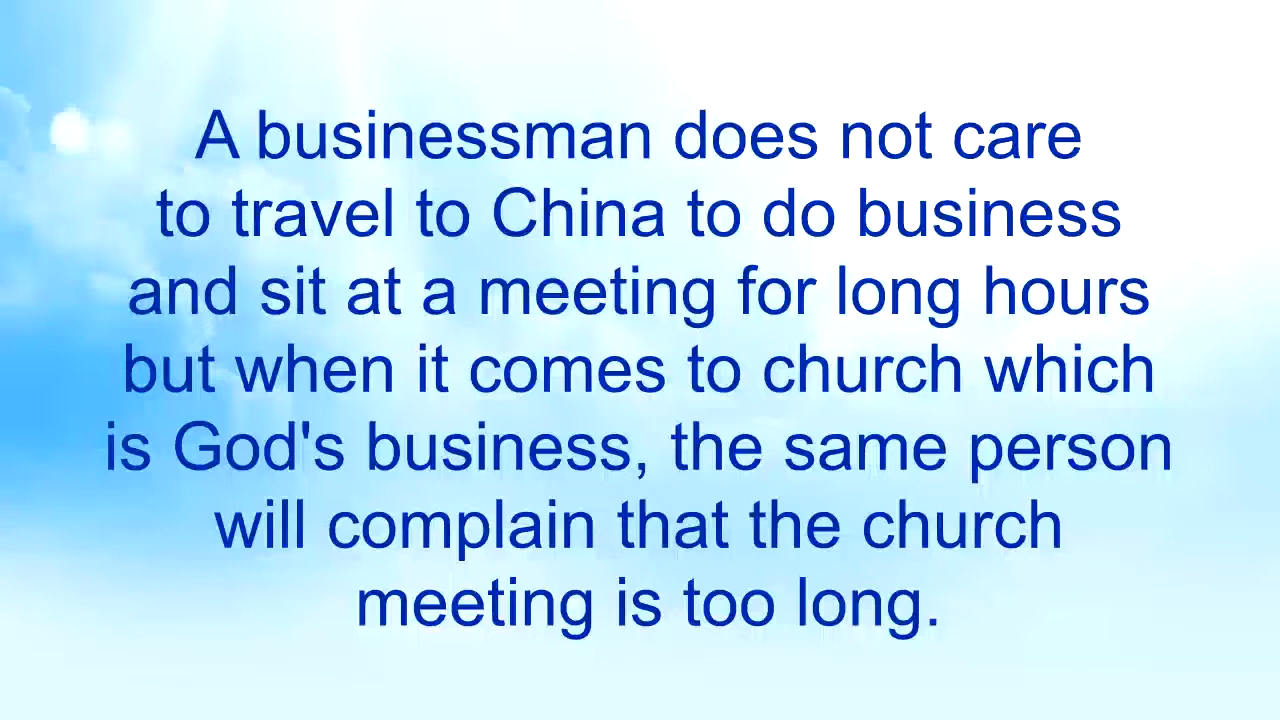 A businessman does not care
to travel to China to do business
and sit at a meeting for long hours
but when it comes to church which
is God's business, the same person
will complain that the church
meeting is too long.